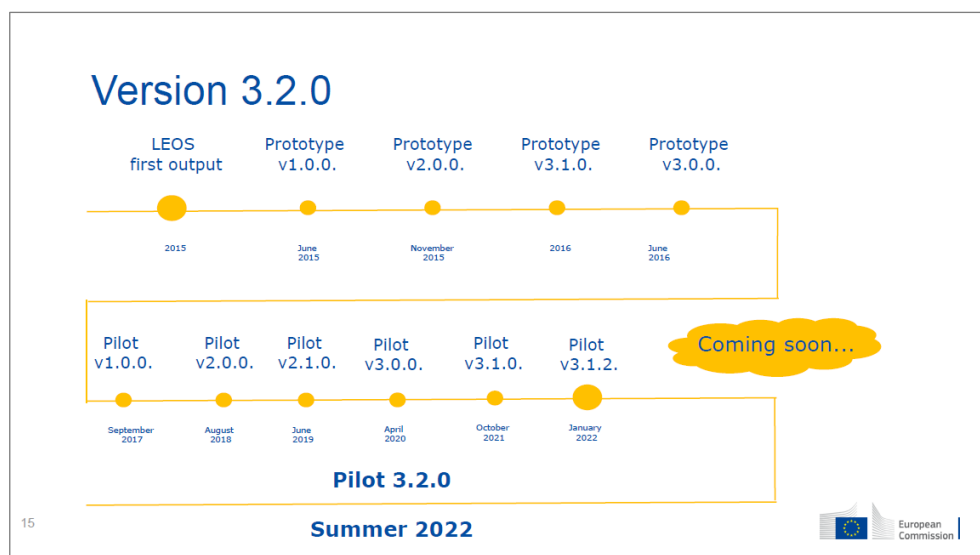 Version 3.2.0
LEOS
first output
Prototype
v1.0.0.
Prototype
v2.0.0.
Prototype
v3.1.0.
Prototype
v3.0.0.
2015
June
2015
November
2015
2016
June
2016
Pilot
v1.0.0.
Pilot
v2.0.0.
Pilot
v2.1.0.
Pilot
v3.0.0.
Pilot
v3.1.0.
Pilot
v3.1.2.
Coming soon...
September
2017
August
2018
June
2019
April
2020
October
2021
January
2022
Pilot 3.2.0
Summer 2022
15
European
Commission